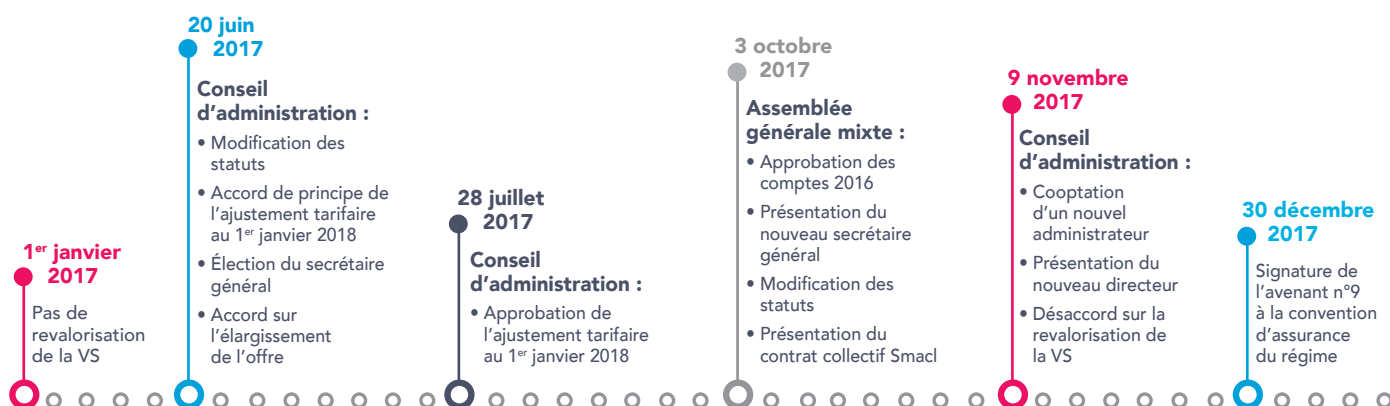 1er janvier
2017
Pas de
revalorisation
de la VS
20 juin
2017
Conseil
d’administration :
• Modification des
statuts
• Accord de principe de
l’ajustement tarifaire
au 1er janvier 2018
• Élection du secrétaire
général
• Accord sur
l’élargissement
de l’offre
28 juillet
2017
Conseil
d’administration :
• Approbation de
l’ajustement tarifaire
au 1er janvier 2018
3 octobre
2017
Assemblée
générale mixte :
• Approbation des
comptes 2016
• Présentation du
nouveau secrétaire
général
• Modification des
statuts
• Présentation du
contrat collectif Smacl
9 novembre
2017
Conseil
d’administration :
• Cooptation
d’un nouvel
administrateur
• Présentation du
nouveau directeur
• Désaccord sur la
revalorisation de
la VS
30 décembre
2017
Signature de
l’avenant n°9
à la convention
d’assurance
du régime